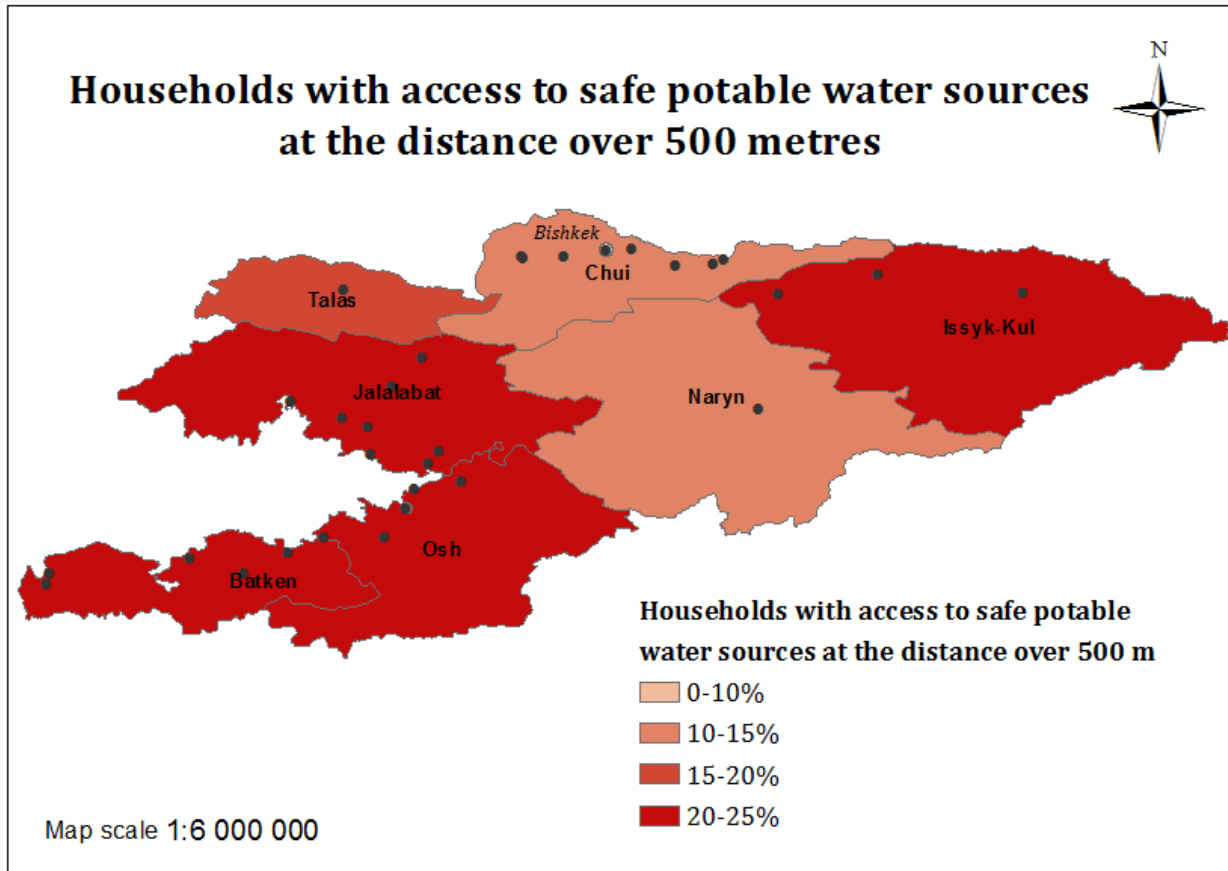 N
Households with access to safe potable water sources
at the distance over 500 metres
Bishkek
Chui
Talas
Issyk-Kul
Jalalabat
Naryn
Osh
Batken
Households with access to safe potable
water sources at the distance over 500 m
0-10%
10-15%
15-20%
20-25%
Map scale 1:6 000 000